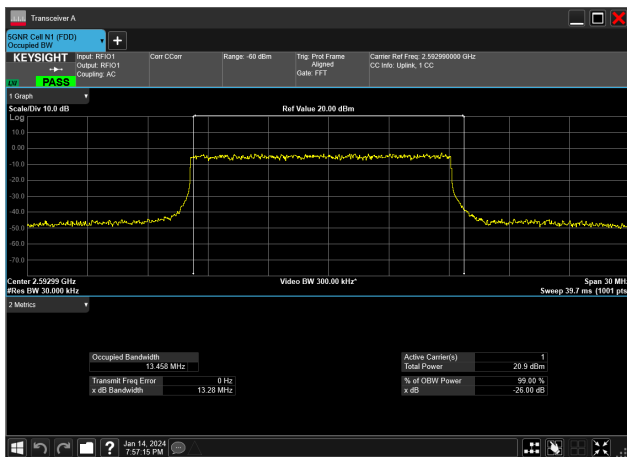 Transceiver A
5GNR Cell N1 (FDD)
Occupied BW
KEYSIGHT
LXI
PASS
Input: RFIO1
Output: RFIO1
Coupling: AC
Corr CCorr
Range: -60 dBm
Trig: Prot Frame
Aligned
Gate: FFT
Carrier Ref Freq: 2.592990000 GHz
CC Info: Uplink, 1 CC
1 Graph
Scale/Div 10.0 dB
Ref Value 20.00 dBm
Log
10.0
0.00
-10.0
-20.0
-30.0
-40.0
-50.0
-60.0
-70.0
Center 2.59299 GHz
Video BW 300.00 kHz*
Span 30 MHz
#Res BW 30.000 kHz
Sweep 39.7 ms (1001 pts)
2 Metrics
Occupied Bandwidth
13.458 MHz
Transmit Freq Error 0 Hz
x dB Bandwidth 13.28 MHz
Active Carrier(s) 1
Total Power 20.9 dBm
% of OBW Power 99.00 %
x dB -26.00 dB
Jan 14, 2024
7:57:15 PM